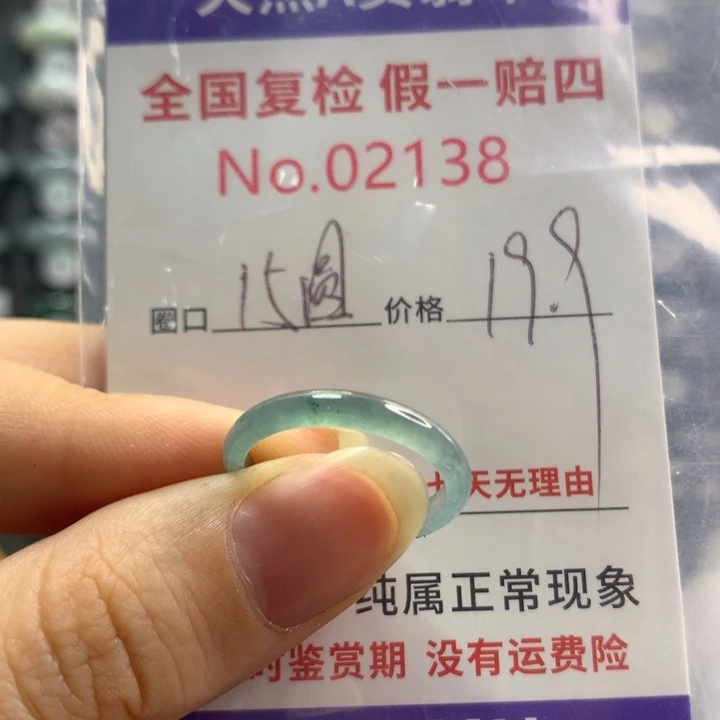 全国复检 假一赔四
No.02138
圈口 15圆 价格 19.9
天无理由
纯属正常现象
时鉴赏期 没有运费险